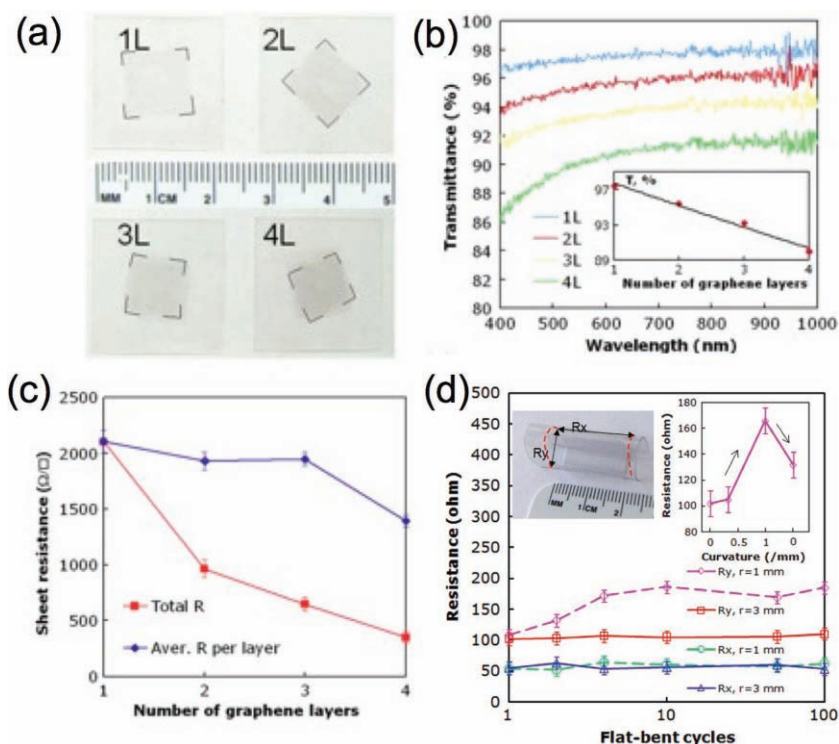 (a)
1L
2L
MM 1 CM 2 3 4 5
3L
4L
(b)
Transmittance (%)
100
98
96
94
92
90
88
86
84
82
80
400 500 600 700 800 900 1000
Wavelength (nm)
1L
2L
3L
4L
T, %
97
93
89
1 2 3 4
Number of graphene layers
(c)
Sheet resistance (Ω/□)
2500
2000
1500
1000
500
0
1 2 3 4
Number of graphene layers
Total R
Aver. R per layer
(d)
Resistance (ohm)
500
450
400
350
300
250
200
150
100
50
0
1 10 100
Flat-bent cycles
Rx
Ry
MM 1 CM 2
Resistance (ohm)
180
160
140
120
100
80
0 0.5 1 0
Curvature (/mm)
Ry, r=1 mm
Ry, r=3 mm
Rx, r=1 mm
Rx, r=3 mm